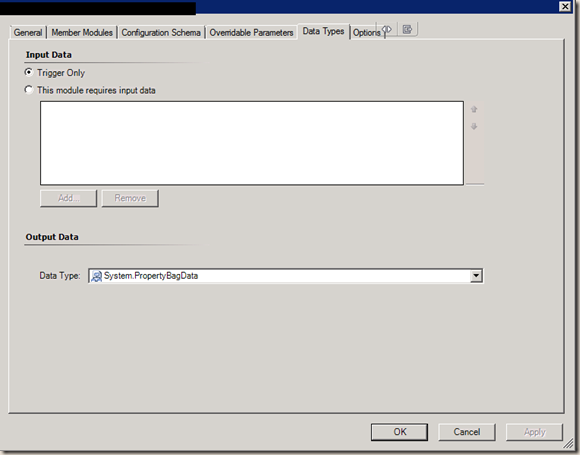 General Member Modules Configuration Schema Overridable Parameters Data Types Options
Input Data
Trigger Only
This module requires input data
Add... Remove
Output Data
Data Type: System.PropertyBagData
OK Cancel Apply